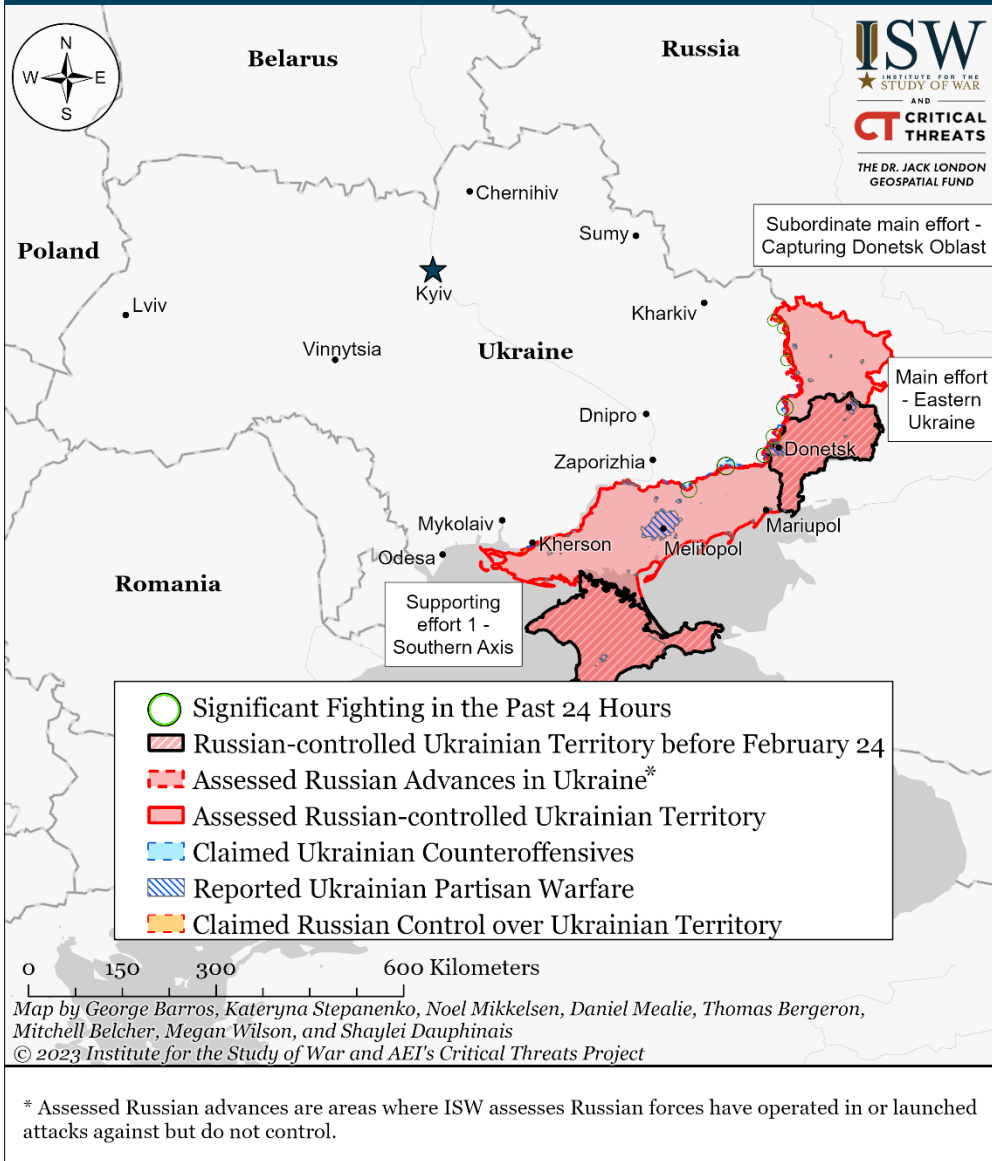 N
W
E
S
Belarus
Russia
ISW
INSTITUTE FOR THE
STUDY OF WAR
AND
CT CRITICAL
THREATS
THE DR. JACK LONDON
GEOSPATIAL FUND
Chernihiv
Subordinate main effort -
Capturing Donetsk Oblast
Sumy
Poland
Kyiv
Lviv
Kharkiv
Vinnytsia
Ukraine
Main effort
- Eastern
Ukraine
Dnipro
Donetsk
Zaporizhia
Mykolaiv
Mariupol
Kherson
Melitopol
Odesa
Romania
Supporting
effort 1 -
Southern Axis
Significant Fighting in the Past 24 Hours
Russian-controlled Ukrainian Territory before February 24
Assessed Russian Advances in Ukraine*
Assessed Russian-controlled Ukrainian Territory
Claimed Ukrainian Counteroffensives
Reported Ukrainian Partisan Warfare
Claimed Russian Control over Ukrainian Territory
0 150 300 600 Kilometers
Map by George Barros, Kateryna Stepanenko, Noel Mikkelsen, Daniel Mealie, Thomas Bergeron,
Mitchell Belcher, Megan Wilson, and Shaylei Dauphinais
© 2023 Institute for the Study of War and AEI's Critical Threats Project
* Assessed Russian advances are areas where ISW assesses Russian forces have operated in or launched
attacks against but do not control.